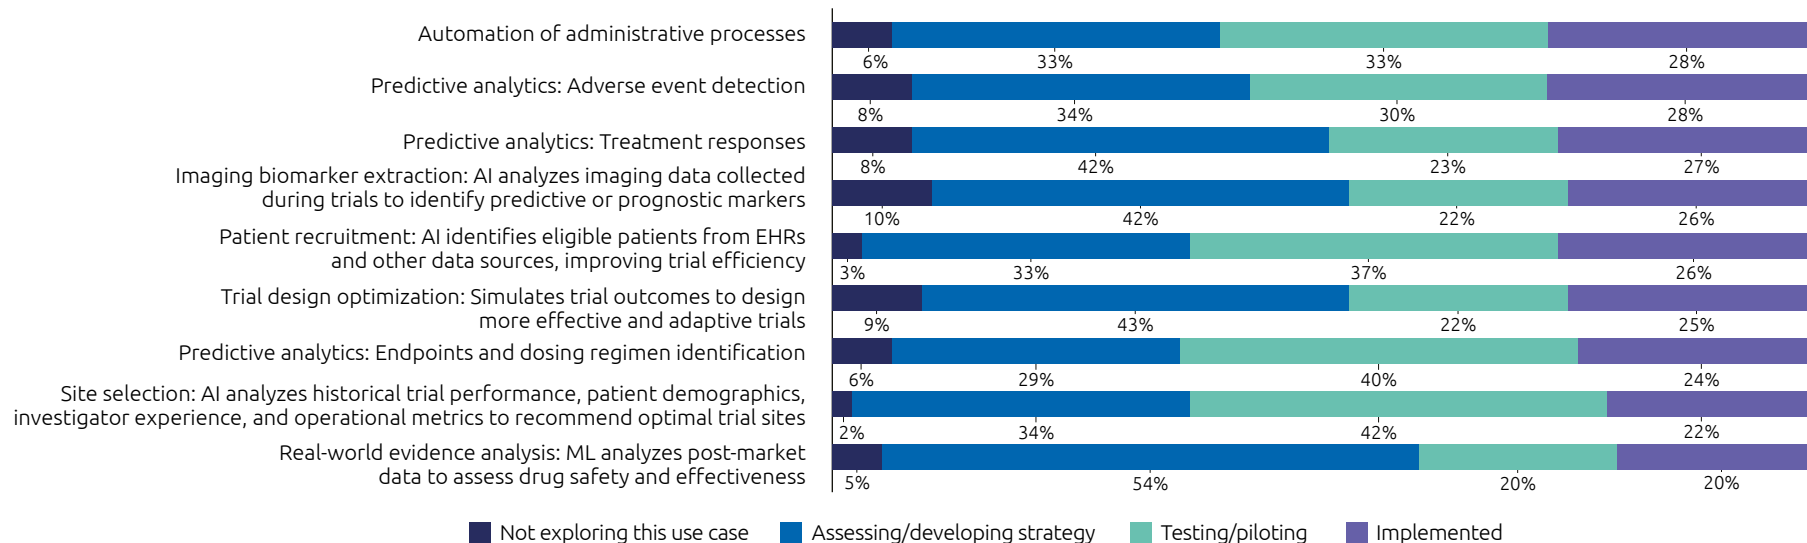 Automation of administrative processes
6% 33% 33% 28%
Predictive analytics: Adverse event detection
8% 34% 30% 28%
Predictive analytics: Treatment responses
8% 42% 23% 27%
Imaging biomarker extraction: AI analyzes imaging data collected
during trials to identify predictive or prognostic markers
10% 42% 22% 26%
Patient recruitment: AI identifies eligible patients from EHRs
and other data sources, improving trial efficiency
3% 33% 37% 26%
Trial design optimization: Simulates trial outcomes to design
more effective and adaptive trials
9% 43% 22% 25%
Predictive analytics: Endpoints and dosing regimen identification
6% 29% 40% 24%
Site selection: AI analyzes historical trial performance, patient demographics,
investigator experience, and operational metrics to recommend optimal trial sites
2% 34% 42% 22%
Real-world evidence analysis: ML analyzes post-market
data to assess drug safety and effectiveness
5% 54% 20% 20%
Not exploring this use case Assessing/developing strategy Testing/piloting Implemented